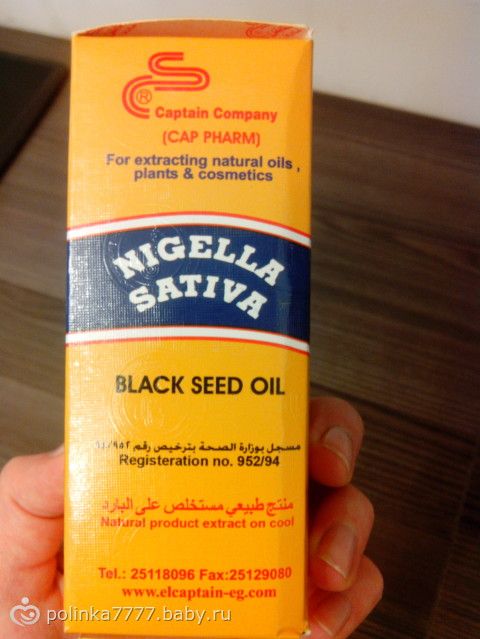 ®
Captain Company
(CAP PHARM)
For extracting natural oils,
plants & cosmetics
NIGELLA
SATIVA
BLACK SEED OIL
مسجل بوزارة الصحة بترخيص رقم ٩٤/٩٥٢
Registeration no. 952/94
منتج طبيعي مستخلص على البارد
Natural product extract on cool
Tel.: 25118096 Fax:25129080
www.elcaptain-eg.com
polinka7777.baby.ru